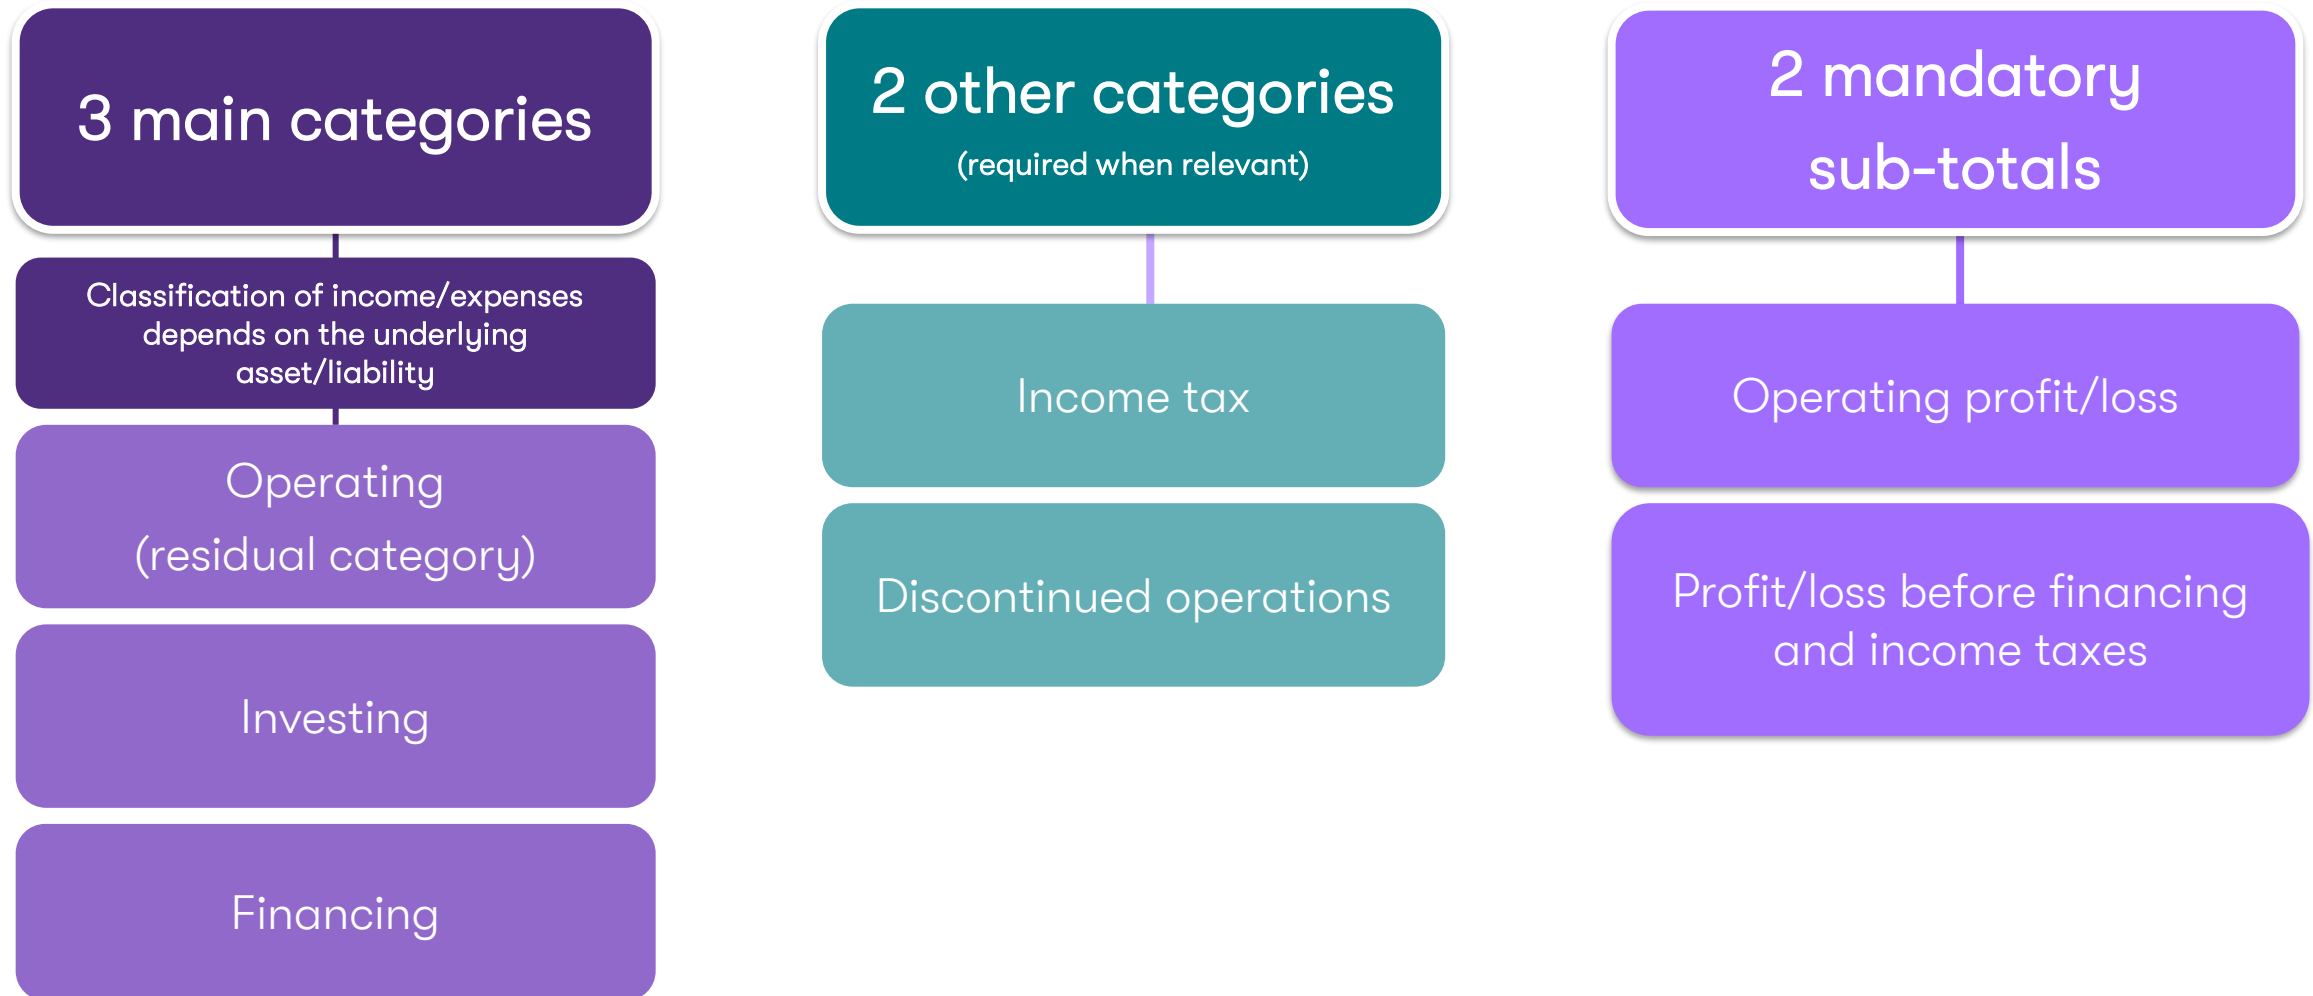 3 main categories
Classification of income/expenses
depends on the underlying
asset/liability
Operating
(residual category)
Investing
Financing
2 other categories
(required when relevant)
Income tax
Discontinued operations
2 mandatory
sub-totals
Operating profit/loss
Profit/loss before financing
and income taxes